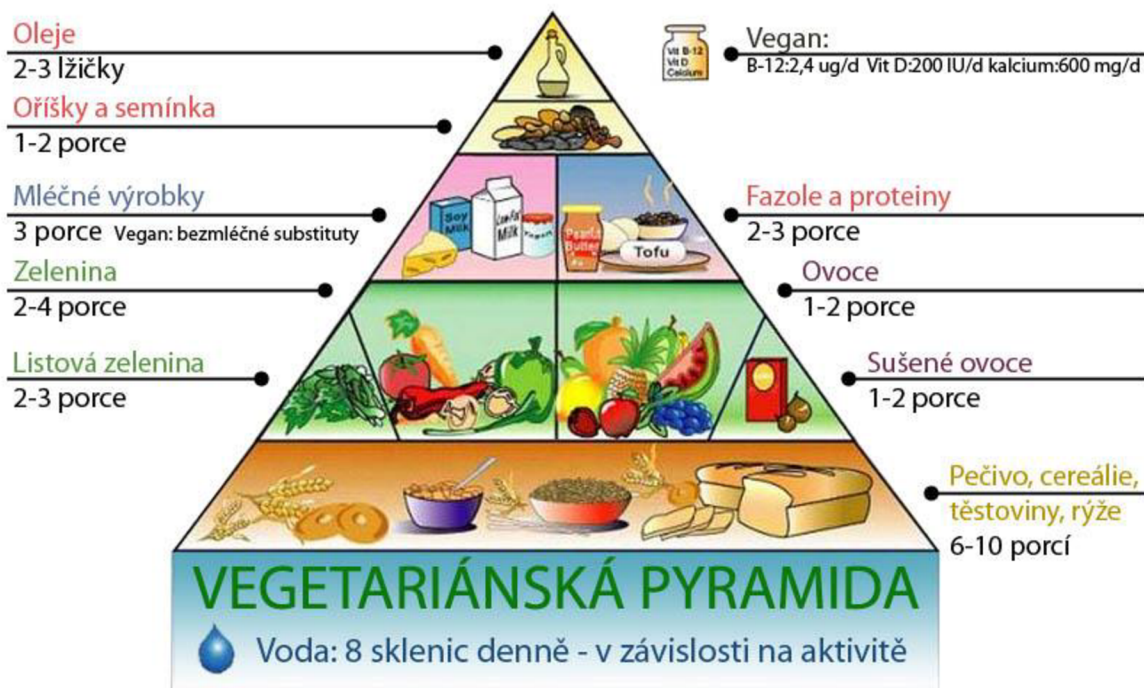 Oleje
2-3 lžičky
Vit B-12
Vit D
Calcium
Vegan:
B-12:2,4 ug/d Vit D:200 IU/d kalcium:600 mg/d
Oříšky a semínka
1-2 porce
Mléčné výrobky
3 porce Vegan: bezmléčné substituty
Soy
Milk
Low Fat
Milk
Yogurt
Peanut
Butter
Tofu
Fazole a proteiny
2-3 porce
Zelenina
2-4 porce
Ovoce
1-2 porce
Listová zelenina
2-3 porce
Sušené ovoce
1-2 porce
Pečivo, cereálie,
těstoviny, rýže
6-10 porcí
VEGETARIÁNSKÁ PYRAMIDA
Voda: 8 sklenic denně - v závislosti na aktivitě